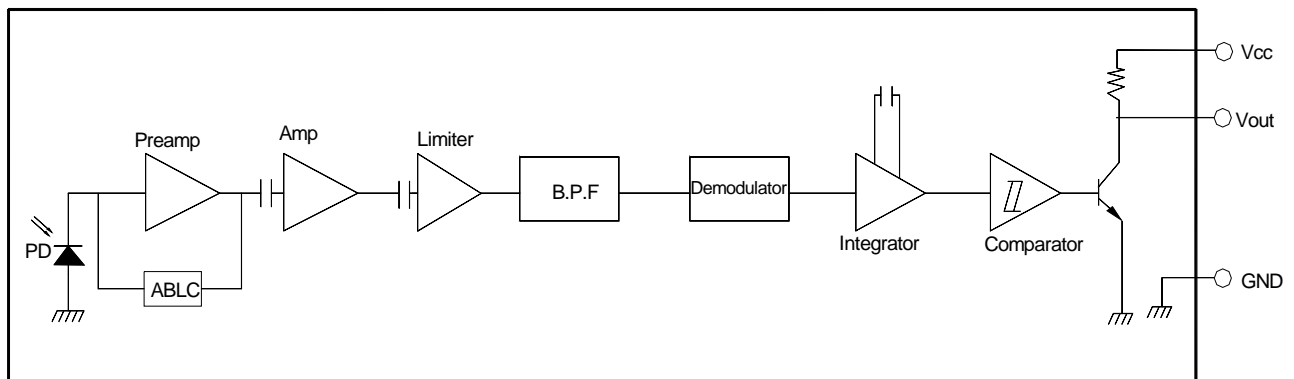 Vcc
Vout
Preamp
Amp
Limiter
B.P.F
Demodulator
PD
Integrator
Comparator
ABLC
GND